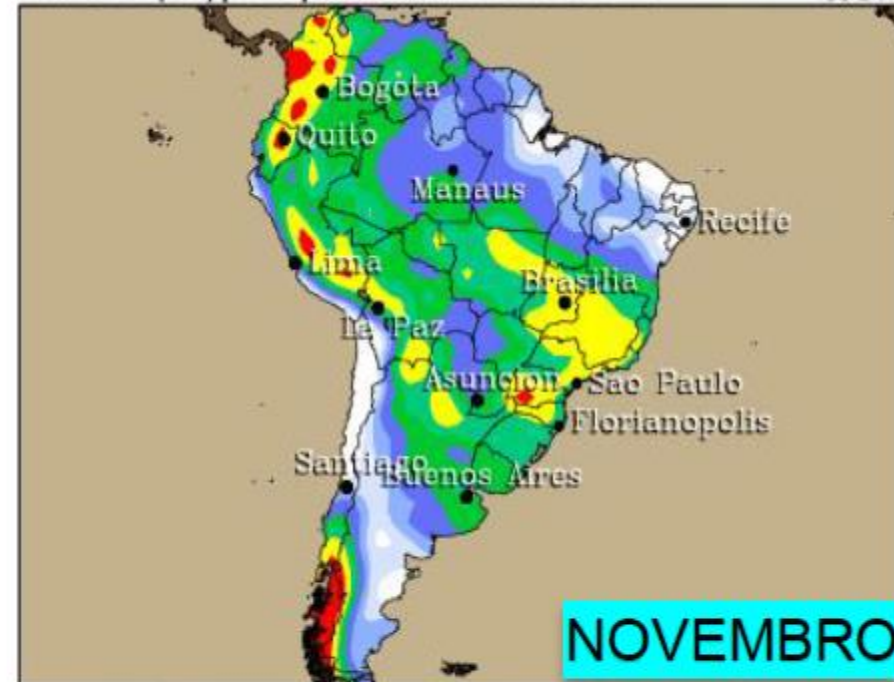 Bogota
Quito
Manaus
Recife
Lima
Brasilia
La Paz
Asuncion
Sao Paulo
Florianopolis
Santiago
Buenos Aires
NOVEMBRO